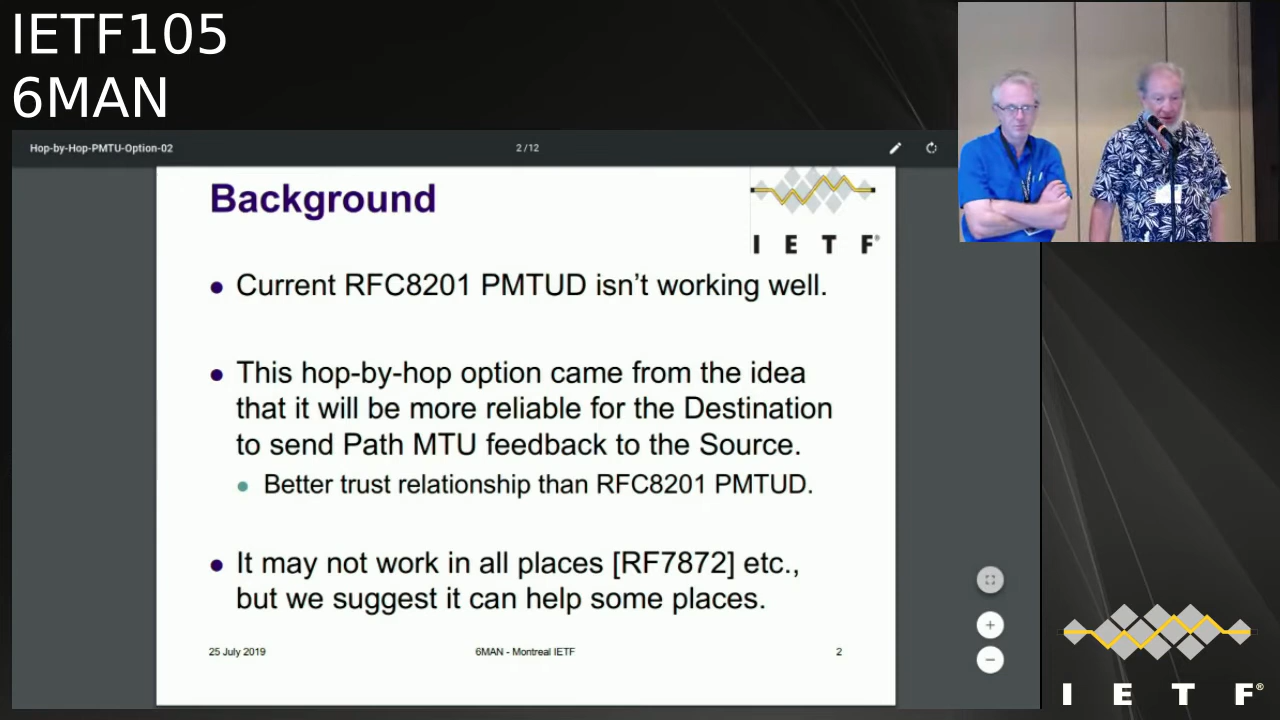 IETF105
6MAN
Hop-by-Hop-PMTU-Option-02
2 / 12
Background
I E T F®
• Current RFC8201 PMTUD isn’t working well.
• This hop-by-hop option came from the idea
that it will be more reliable for the Destination
to send Path MTU feedback to the Source.
• Better trust relationship than RFC8201 PMTUD.
• It may not work in all places [RF7872] etc.,
but we suggest it can help some places.
25 July 2019
6MAN - Montreal IETF
2
I E T F®